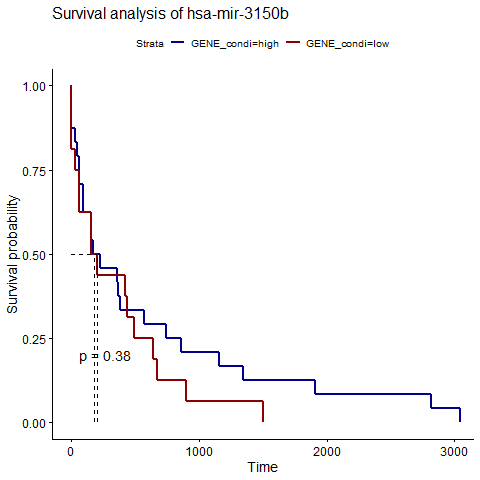 Survival analysis of hsa-mir-3150b
Strata GENE_condi=high GENE_condi=low
1.00
0.75
0.50
0.25
0.00
Survival probability
p = 0.38
0 1000 2000 3000
Time